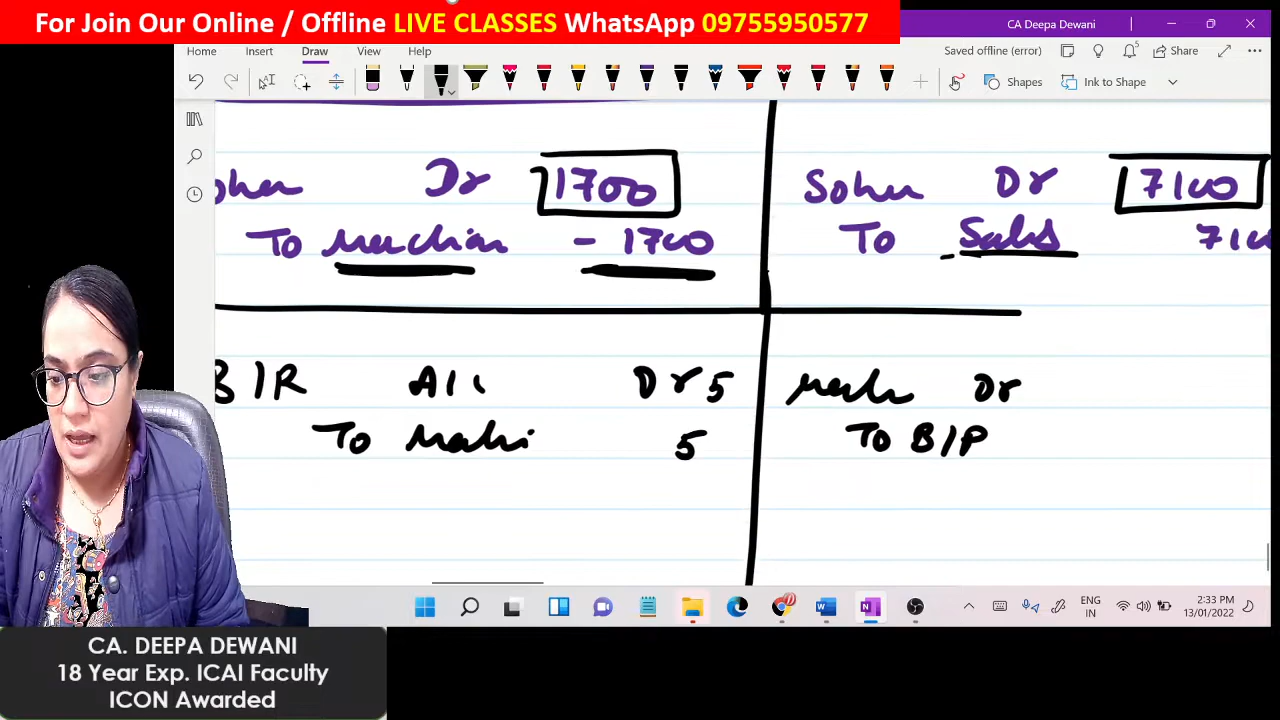 For Join Our Online / Offline LIVE CLASSES WhatsApp 09755950577
CA Deepa Dewani
Home Insert Draw View Help
Saved offline (error)
Share
Shapes
Ink to Shape
Dr 1700
To - 1700
Dr 7100
To Sales 710
B/R A/c Dr 5
To 5
Dr
To B/P
ENG
IN
2:33 PM
13/01/2022
CA. DEEPA DEWANI
18 Year Exp. ICAI Faculty
ICON Awarded